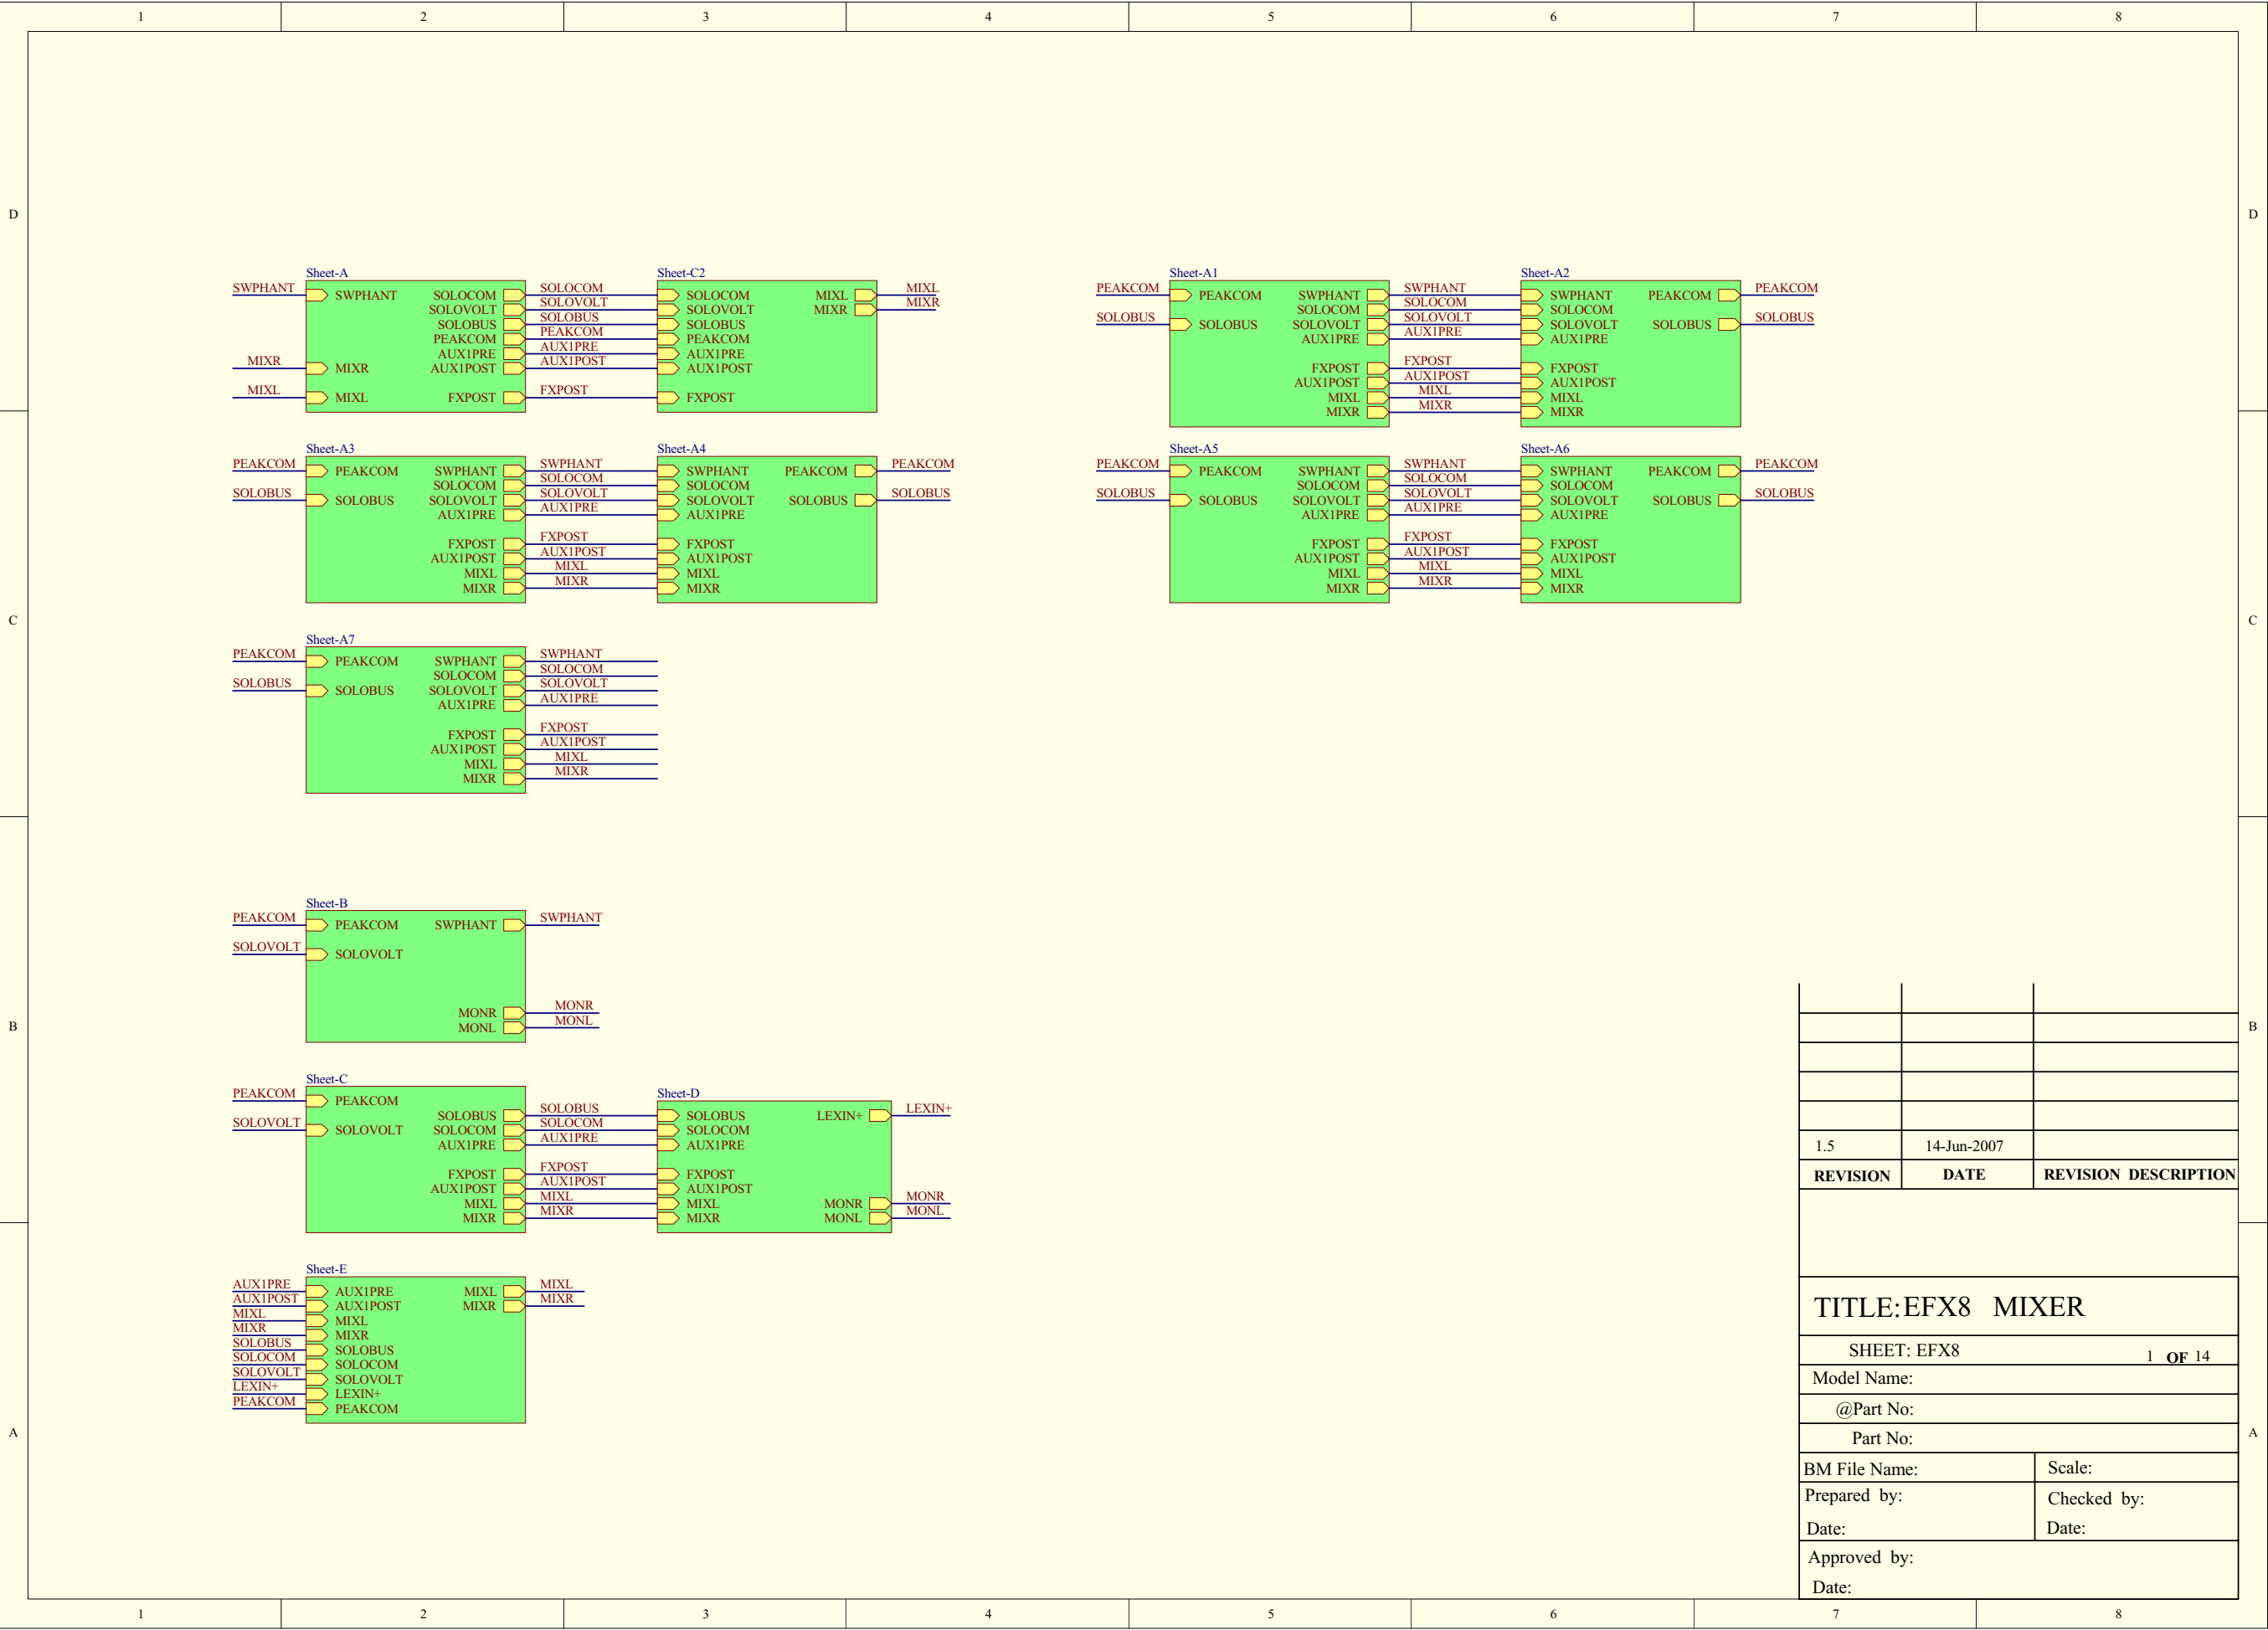 1 2 3 4 5 6 7 8
D D
Sheet-A Sheet-C2 Sheet-A1 Sheet-A2
SWPHANT SWPHANT SOLOCOM SOLOCOM SOLOCOM MIXL MIXL
SOLOVOLT SOLOVOLT SOLOVOLT MIXR MIXR
SOLOBUS SOLOBUS SOLOBUS
PEAKCOM PEAKCOM PEAKCOM
AUX1PRE AUX1PRE AUX1PRE
MIXR MIXR AUX1POST AUX1POST AUX1POST
MIXL MIXL FXPOST FXPOST FXPOST
PEAKCOM PEAKCOM SWPHANT SWPHANT SWPHANT PEAKCOM PEAKCOM
SOLOCOM SOLOCOM SOLOCOM
SOLOBUS SOLOBUS SOLOVOLT SOLOVOLT SOLOVOLT SOLOBUS SOLOBUS
AUX1PRE AUX1PRE AUX1PRE
FXPOST FXPOST FXPOST
AUX1POST AUX1POST AUX1POST
MIXL MIXL MIXL
MIXR MIXR MIXR
Sheet-A3 Sheet-A4 Sheet-A5 Sheet-A6
PEAKCOM PEAKCOM SWPHANT SWPHANT SWPHANT PEAKCOM PEAKCOM
SOLOCOM SOLOCOM SOLOCOM
SOLOBUS SOLOBUS SOLOVOLT SOLOVOLT SOLOVOLT SOLOBUS SOLOBUS
AUX1PRE AUX1PRE AUX1PRE
FXPOST FXPOST FXPOST
AUX1POST AUX1POST AUX1POST
MIXL MIXL MIXL
MIXR MIXR MIXR
PEAKCOM PEAKCOM SWPHANT SWPHANT SWPHANT PEAKCOM PEAKCOM
SOLOCOM SOLOCOM SOLOCOM
SOLOBUS SOLOBUS SOLOVOLT SOLOVOLT SOLOVOLT SOLOBUS SOLOBUS
AUX1PRE AUX1PRE AUX1PRE
FXPOST FXPOST FXPOST
AUX1POST AUX1POST AUX1POST
MIXL MIXL MIXL
MIXR MIXR MIXR
C C
Sheet-A7
PEAKCOM PEAKCOM SWPHANT SWPHANT
SOLOCOM SOLOCOM
SOLOBUS SOLOBUS SOLOVOLT SOLOVOLT
AUX1PRE AUX1PRE
FXPOST FXPOST
AUX1POST AUX1POST
MIXL MIXL
MIXR MIXR
Sheet-B
PEAKCOM PEAKCOM SWPHANT SWPHANT
SOLOVOLT SOLOVOLT
MONR MONR
MONL MONL
B B
Sheet-C Sheet-D
PEAKCOM PEAKCOM
SOLOBUS SOLOBUS SOLOBUS LEXIN+ LEXIN+
SOLOVOLT SOLOVOLT SOLOCOM SOLOCOM SOLOCOM
AUX1PRE AUX1PRE AUX1PRE
FXPOST FXPOST FXPOST
AUX1POST AUX1POST AUX1POST
MIXL MIXL MIXL MONR MONR
MIXR MIXR MIXR MONL MONL
Sheet-E
AUX1PRE AUX1PRE MIXL MIXL
AUX1POST AUX1POST MIXR MIXR
MIXL MIXL
MIXR MIXR
SOLOBUS SOLOBUS
SOLOCOM SOLOCOM
SOLOVOLT SOLOVOLT
LEXIN+ LEXIN+
PEAKCOM PEAKCOM
A A
1.5 14-Jun-2007
REVISION DATE REVISION DESCRIPTION
TITLE:EFX8 MIXER
SHEET: EFX8 1 OF 14
Model Name:
@Part No:
Part No:
BM File Name: Scale:
Prepared by: Checked by:
Date: Date:
Approved by:
Date:
1 2 3 4 5 6 7 8